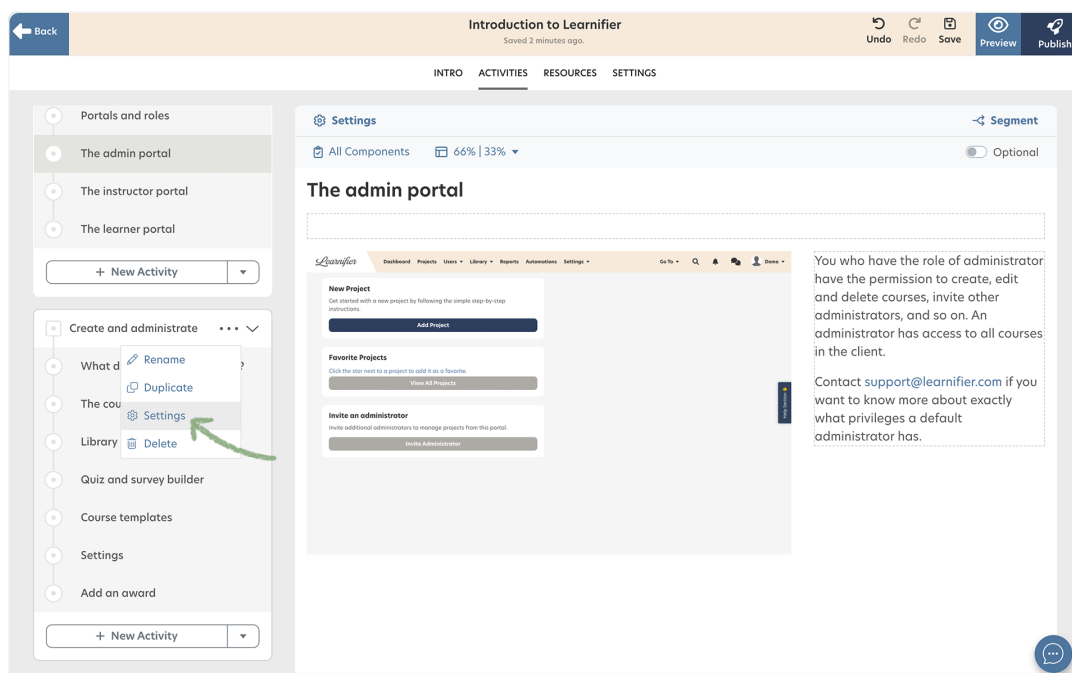 Back
Introduction to Learnifier
Saved 2 minutes ago.
Undo
Redo
Save
Preview
Publish
INTRO
ACTIVITIES
RESOURCES
SETTINGS
Portals and roles
The admin portal
The instructor portal
The learner portal
+ New Activity
Create and administrate
What d
?
Rename
Duplicate
The cou
Settings
Library
Delete
Quiz and survey builder
Course templates
Settings
Add an award
+ New Activity
Settings
Segment
All Components
66% | 33%
Optional
The admin portal
Learnifier
Dashboard
Projects
Users
Library
Reports
Automations
Settings
Go To
Demo
New Project
Get started with a new project by following the simple step-by-step
instructions.
Add Project
Favorite Projects
Click the star next to a project to add it as a favorite.
View All Projects
Invite an administrator
Invite additional administrators to manage projects from this portal.
Invite Administrator
Help Section
You who have the role of administrator
have the permission to create, edit
and delete courses, invite other
administrators, and so on. An
administrator has access to all courses
in the client.
Contact support@learnifier.com if you
want to know more about exactly
what privileges a default
administrator has.